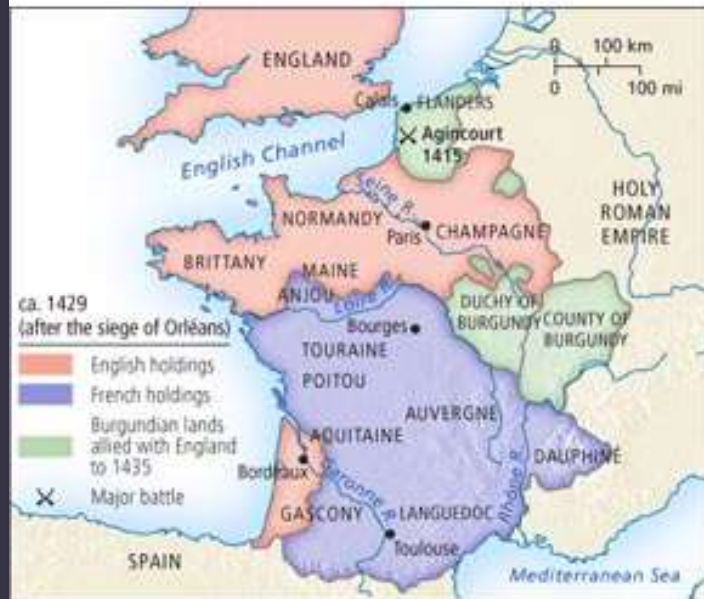 ENGLAND
0 100 km
0 100 mi
Calais
FLANDERS
Agincourt
1415
English Channel
HOLY
ROMAN
EMPIRE
Seine R.
NORMANDY
Paris
CHAMPAGNE
BRITTANY
MAINE
ANJOU
Loire R.
DUCHY OF
BURGUNDY
COUNTY OF
BURGUNDY
Bourges
TOURAINE
POITOU
AUVERGNE
AQUITAINE
DAUPHINÉ
Bordeaux
Garonne R.
Rhône R.
GASCONY
LANGUEDOC
Toulouse
SPAIN
Mediterranean Sea
ca. 1429
(after the siege of Orléans)
English holdings
French holdings
Burgundian lands
allied with England
to 1435
Major battle